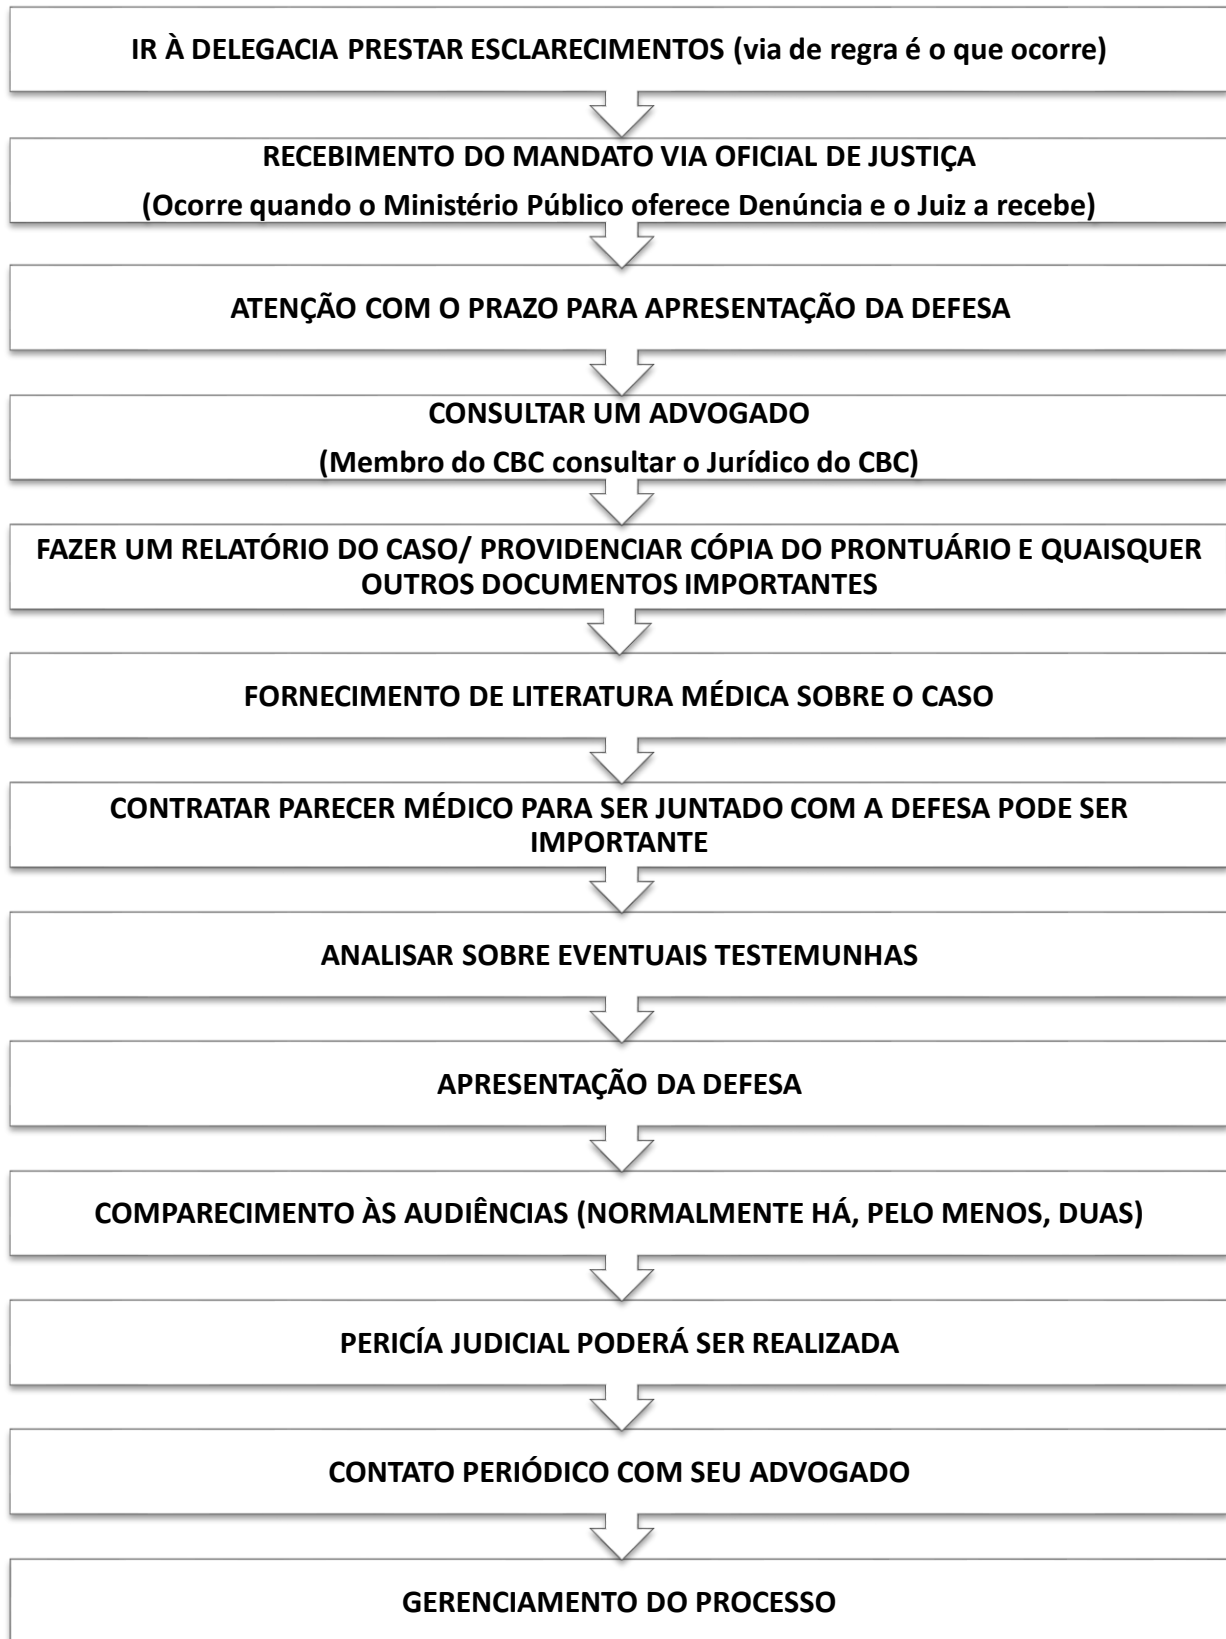 IR À DELEGACIA PRESTAR ESCLARECIMENTOS (via de regra é o que ocorre)
RECEBIMENTO DO MANDATO VIA OFICIAL DE JUSTIÇA
(Ocorre quando o Ministério Público oferece Denúncia e o Juiz a recebe)
ATENÇÃO COM O PRAZO PARA APRESENTAÇÃO DA DEFESA
CONSULTAR UM ADVOGADO
(Membro do CBC consultar o Jurídico do CBC)
FAZER UM RELATÓRIO DO CASO/ PROVIDENCIAR CÓPIA DO PRONTUÁRIO E QUAISQUER
OUTROS DOCUMENTOS IMPORTANTES
FORNECIMENTO DE LITERATURA MÉDICA SOBRE O CASO
CONTRATAR PARECER MÉDICO PARA SER JUNTADO COM A DEFESA PODE SER
IMPORTANTE
ANALISAR SOBRE EVENTUAIS TESTEMUNHAS
APRESENTAÇÃO DA DEFESA
COMPARECIMENTO ÀS AUDIÊNCIAS (NORMALMENTE HÁ, PELO MENOS, DUAS)
PERICÍA JUDICIAL PODERÁ SER REALIZADA
CONTATO PERIÓDICO COM SEU ADVOGADO
GERENCIAMENTO DO PROCESSO